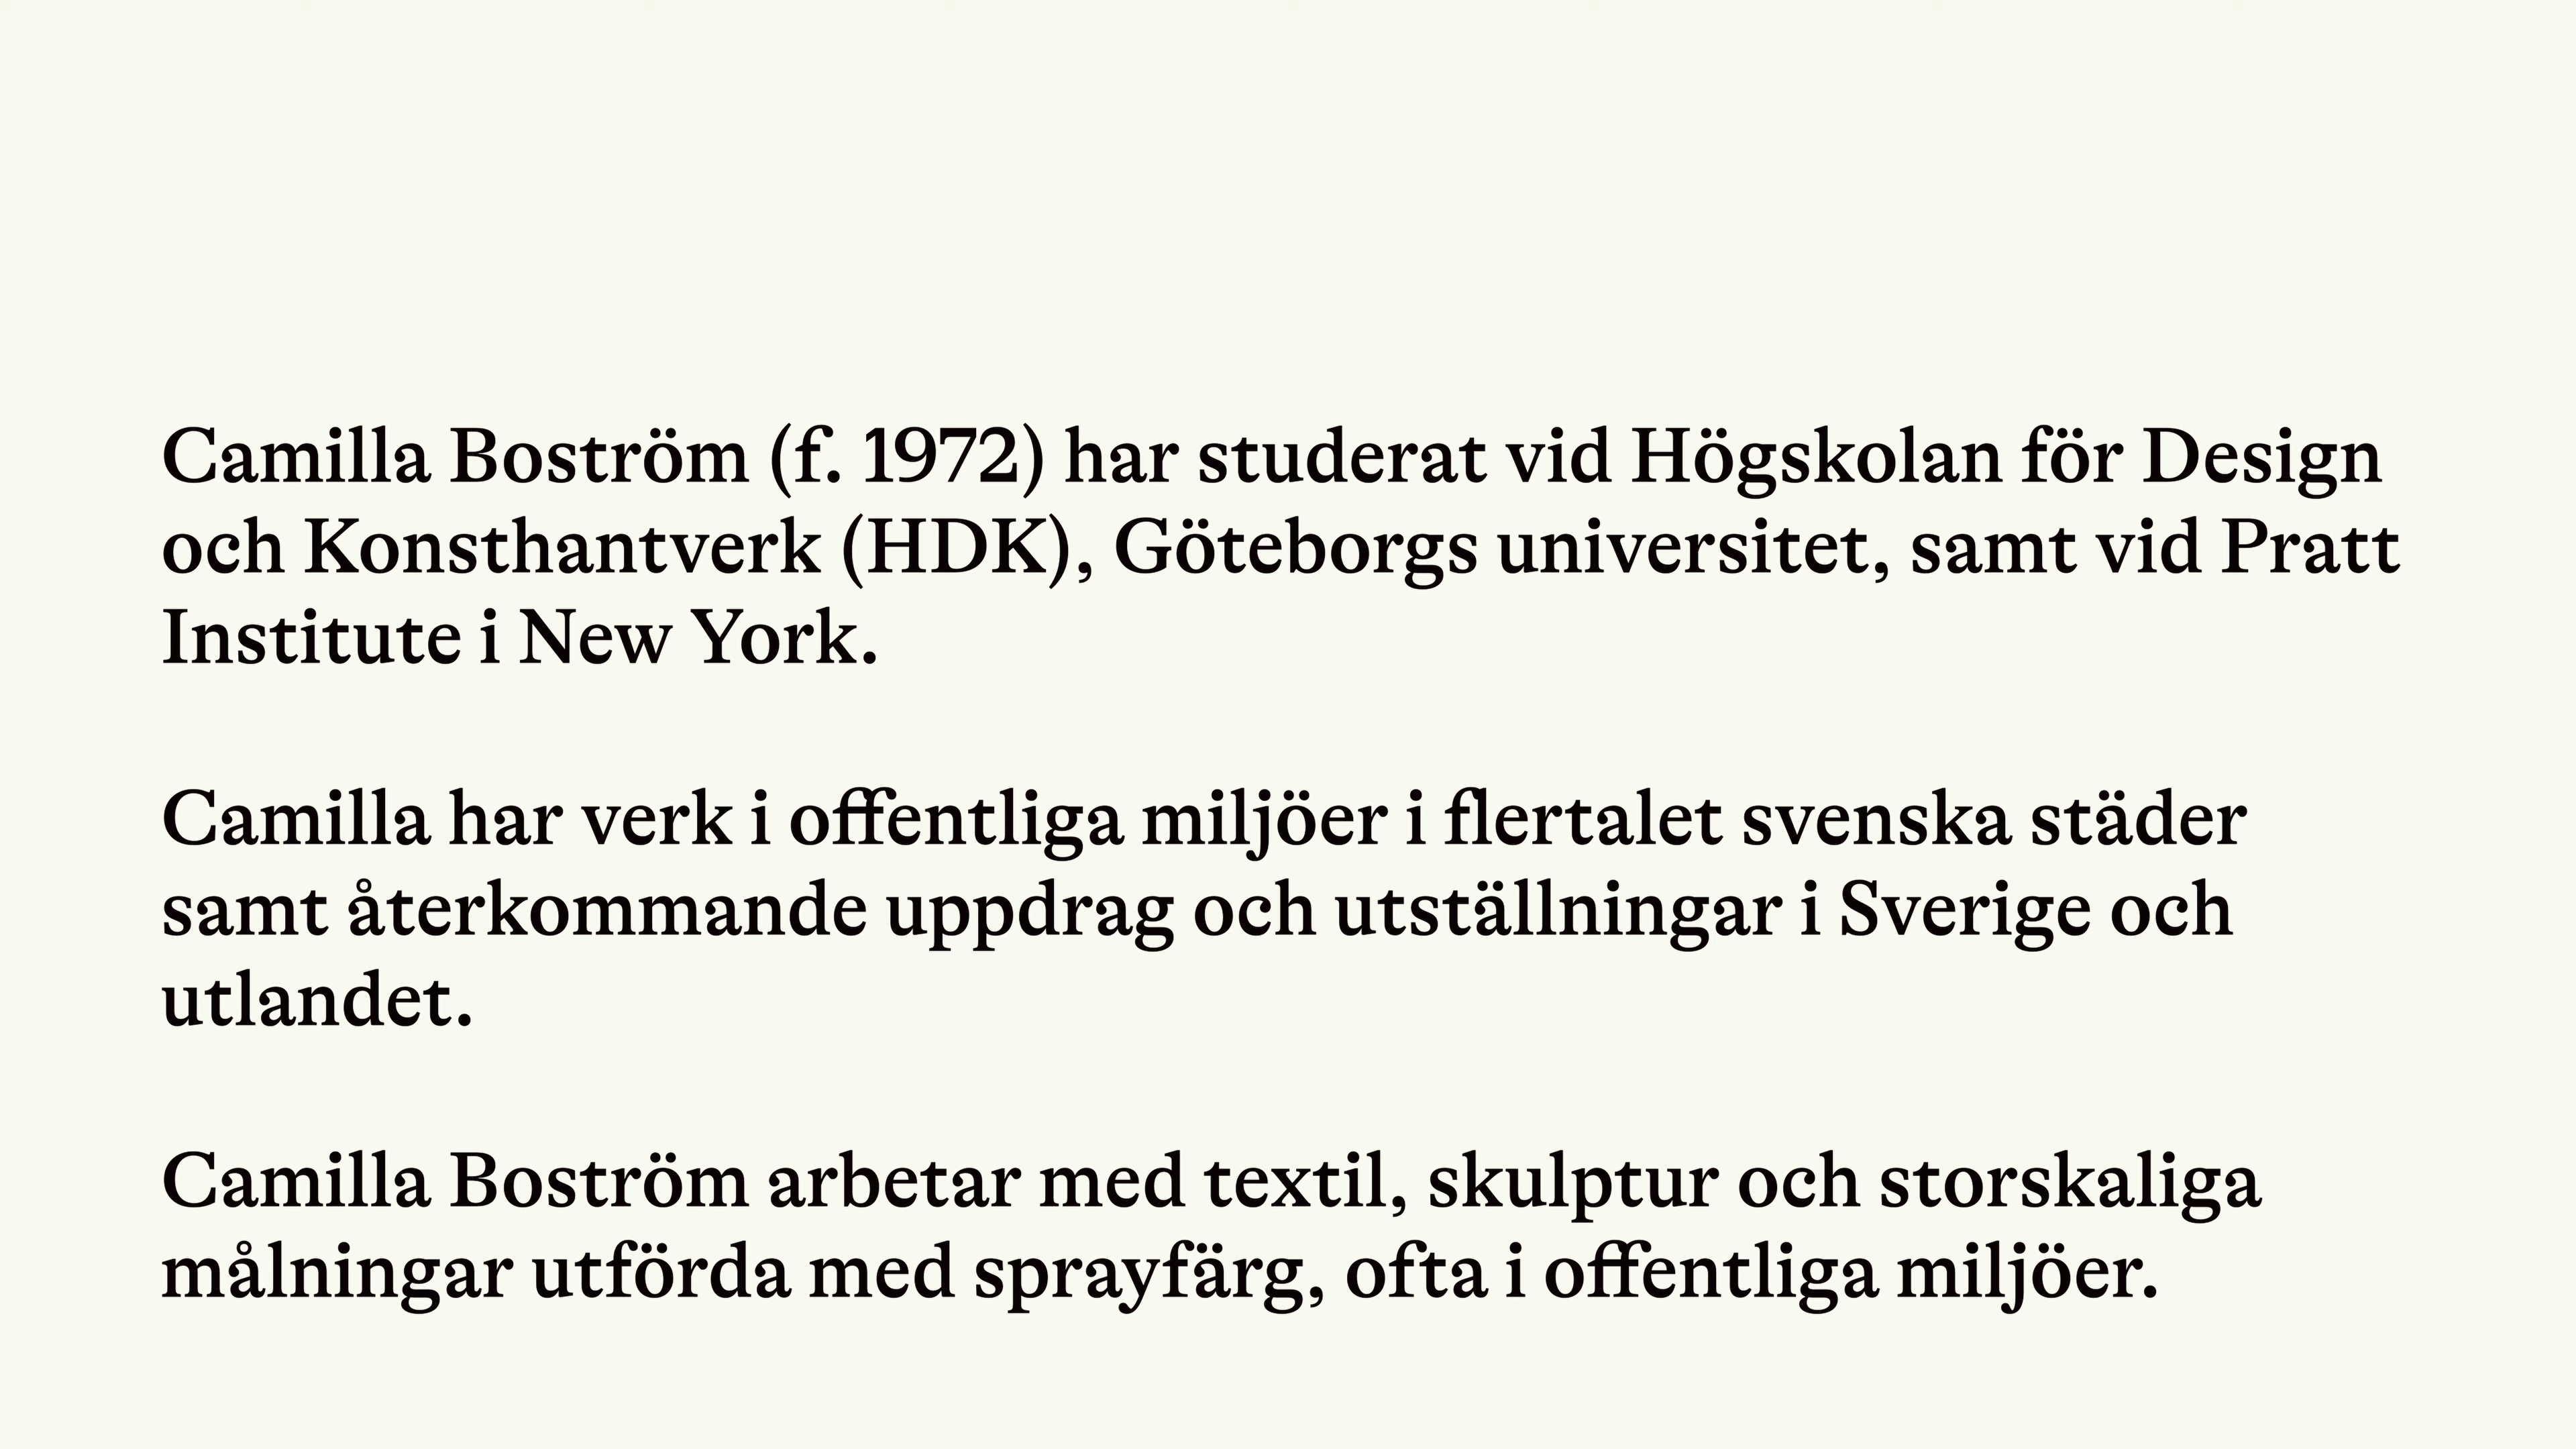 Camilla Boström (f. 1972) har studerat vid Högskolan för Design
och Konsthantverk (HDK), Göteborgs universitet, samt vid Pratt
Institute i New York.
Camilla har verk i offentliga miljöer i flertalet svenska städer
samt återkommande uppdrag och utställningar i Sverige och
utlandet.
Camilla Boström arbetar med textil, skulptur och storskaliga
målningar utförda med sprayfärg, ofta i offentliga miljöer.